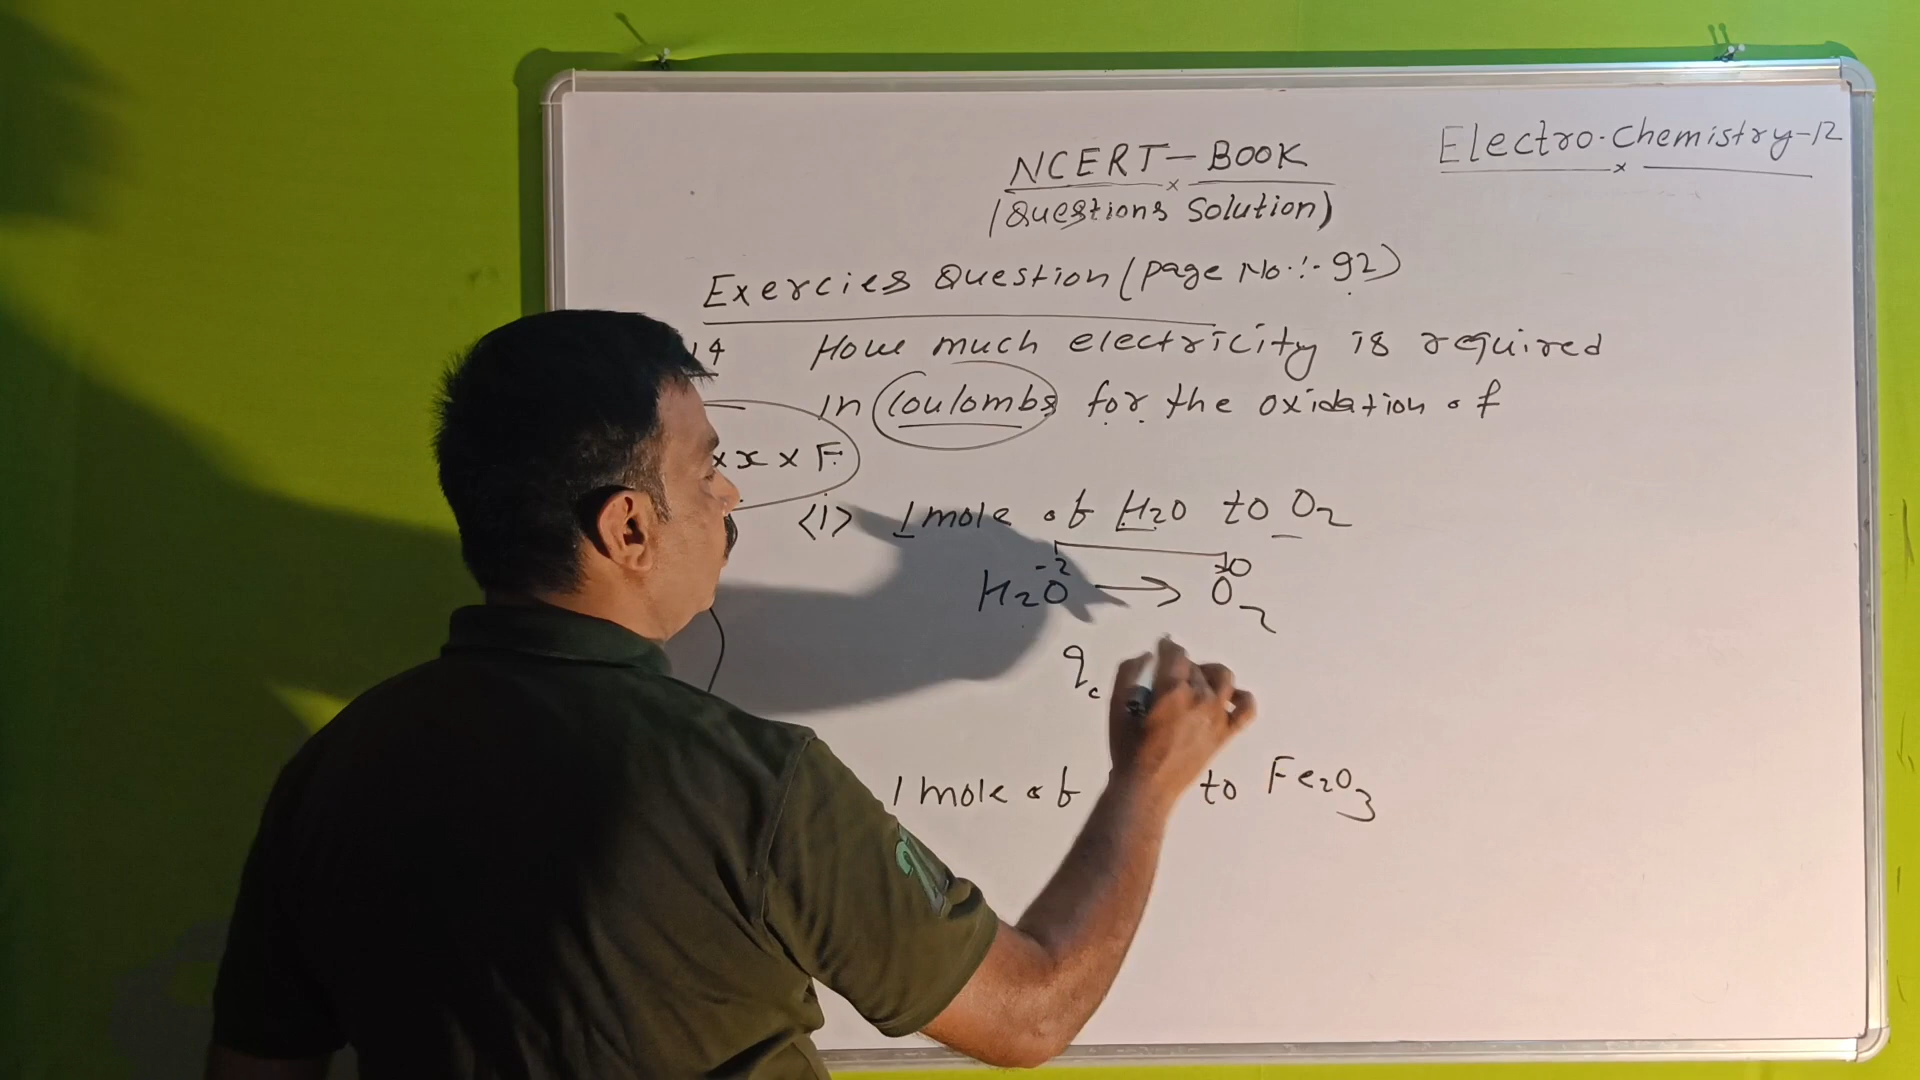 NCERT-BOOK
Electro.Chemistry-12
(Questions Solution)
Exercies Question (page No.:-92)
14 How much electricity is required
in Coulombs for the oxidation of
x x F
<i> 1 mole of H2O to O2
-2 0
H2O → O2
q
1 mole of to Fe2O3